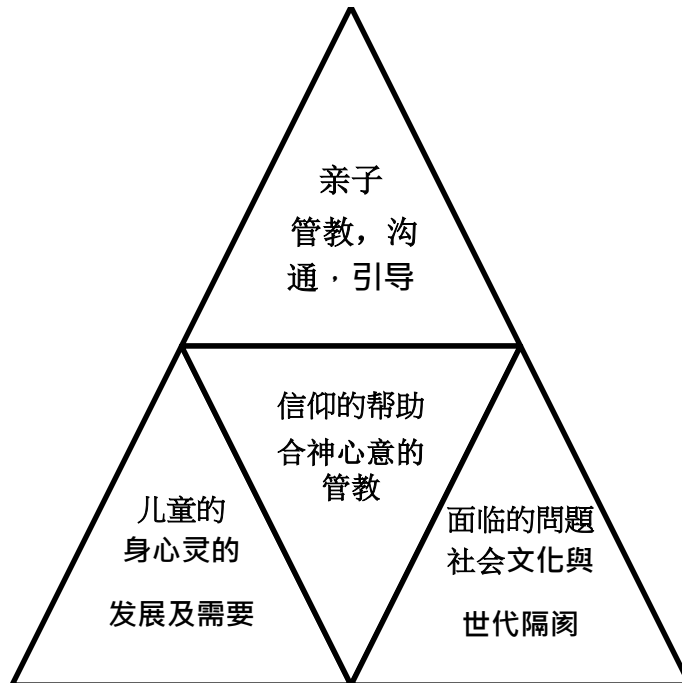 亲子
管教，沟
通，引导
信仰的帮助
合神心意的
管教
儿童的
身心灵的
发展及需要
面临的問題
社会文化與
世代隔阂